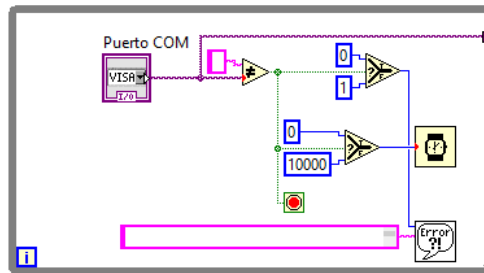 Puerto COM
VISA
I/O
≠
0
?
T
F
1
0
?
T
F
10000
Error
?!
i